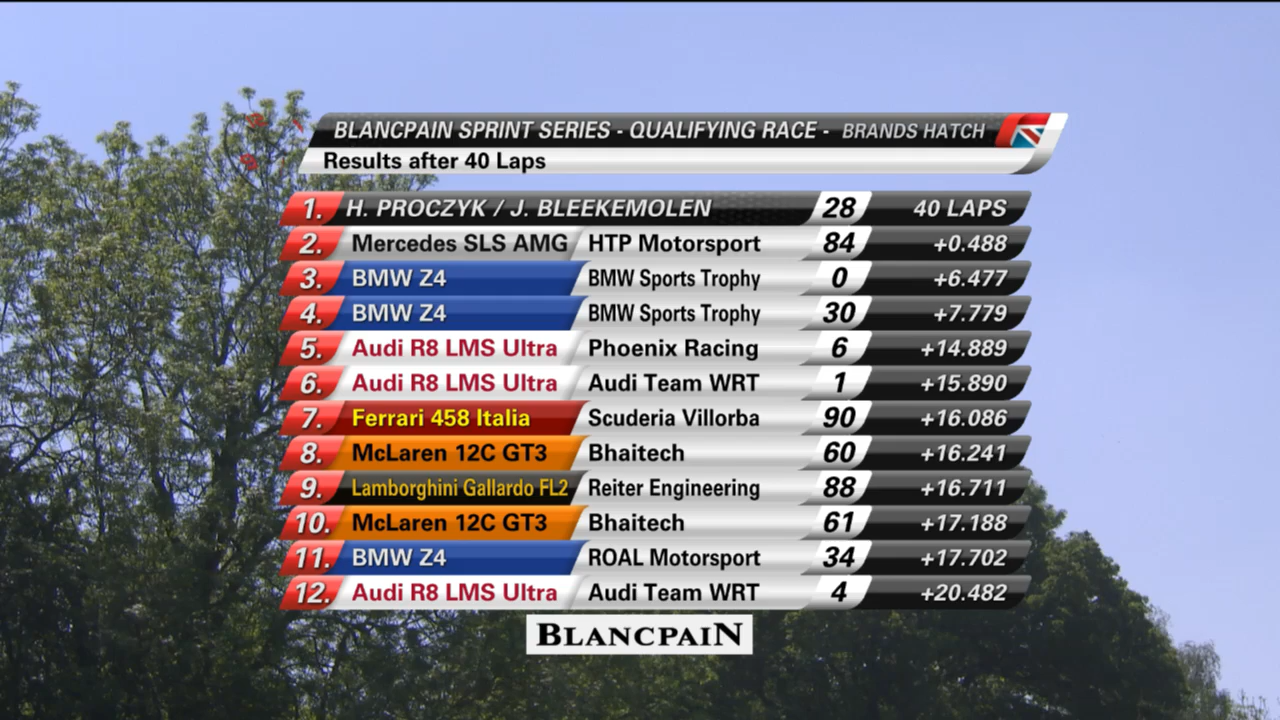 BLANCPAIN SPRINT SERIES - QUALIFYING RACE - BRANDS HATCH
Results after 40 Laps
1. H. PROCZYK / J. BLEEKEMOLEN 28 40 LAPS
2. Mercedes SLS AMG HTP Motorsport 84 +0.488
3. BMW Z4 BMW Sports Trophy 0 +6.477
4. BMW Z4 BMW Sports Trophy 30 +7.779
5. Audi R8 LMS Ultra Phoenix Racing 6 +14.889
6. Audi R8 LMS Ultra Audi Team WRT 1 +15.890
7. Ferrari 458 Italia Scuderia Villorba 90 +16.086
8. McLaren 12C GT3 Bhaitech 60 +16.241
9. Lamborghini Gallardo FL2 Reiter Engineering 88 +16.711
10. McLaren 12C GT3 Bhaitech 61 +17.188
11. BMW Z4 ROAL Motorsport 34 +17.702
12. Audi R8 LMS Ultra Audi Team WRT 4 +20.482
BLANCPAIN